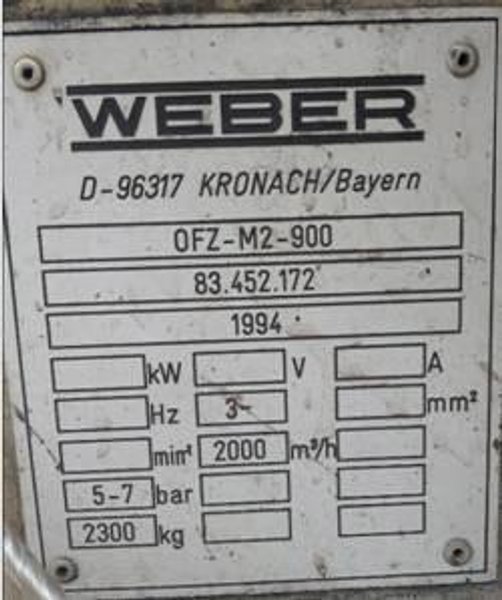 WEBER
D-96317 KRONACH/Bayern
OFZ-M2-900
83.452.172
1994
kW V A
Hz 3~ mm²
min⁻¹ 2000 m³/h
5-7 bar
2300 kg